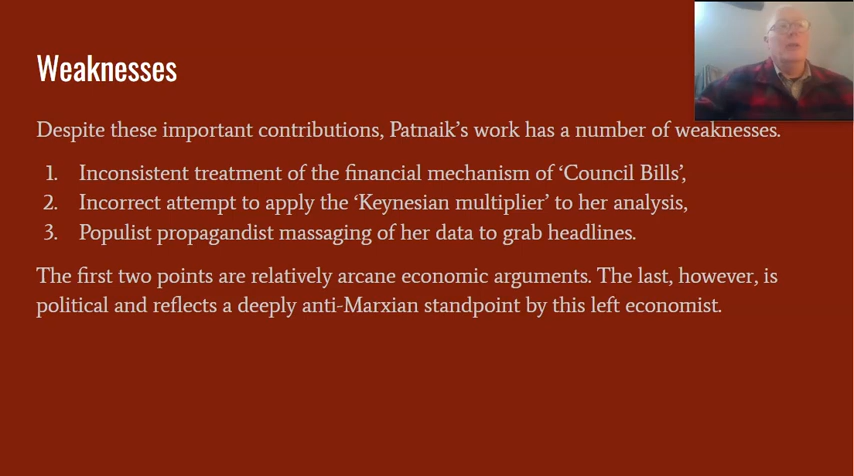 Weaknesses
Despite these important contributions, Patnaik’s work has a number of weaknesses.
1. Inconsistent treatment of the financial mechanism of ‘Council Bills’,
2. Incorrect attempt to apply the ‘Keynesian multiplier’ to her analysis,
3. Populist propagandist massaging of her data to grab headlines.
The first two points are relatively arcane economic arguments. The last, however, is
political and reflects a deeply anti-Marxian standpoint by this left economist.